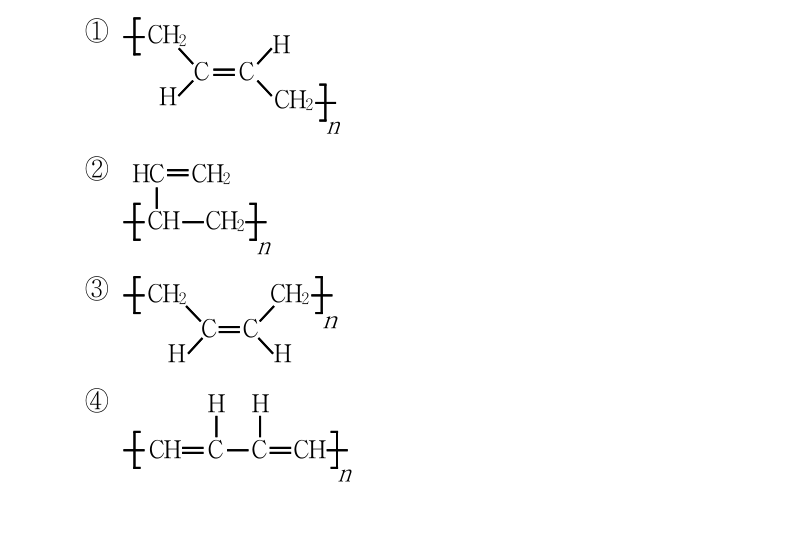 ① CH₂ H
C=C
H CH₂ n
② HC=CH₂
CH—CH₂ n
③ CH₂ CH₂ n
C=C
H H
④ H H
CH=C—C=CH n